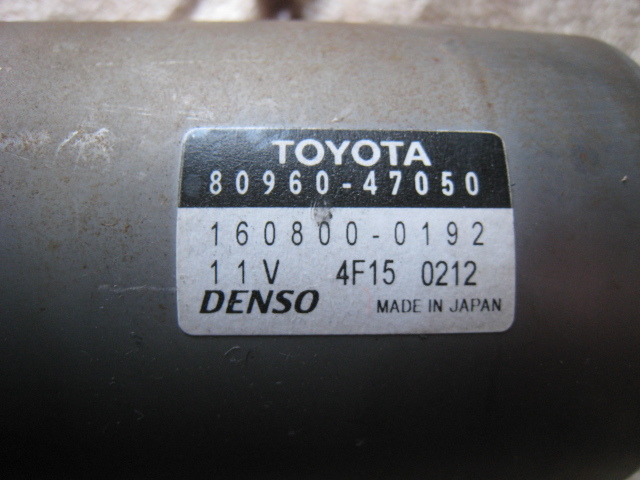 TOYOTA
80960-47050
160800-0192
11V 4F15 0212
DENSO MADE IN JAPAN